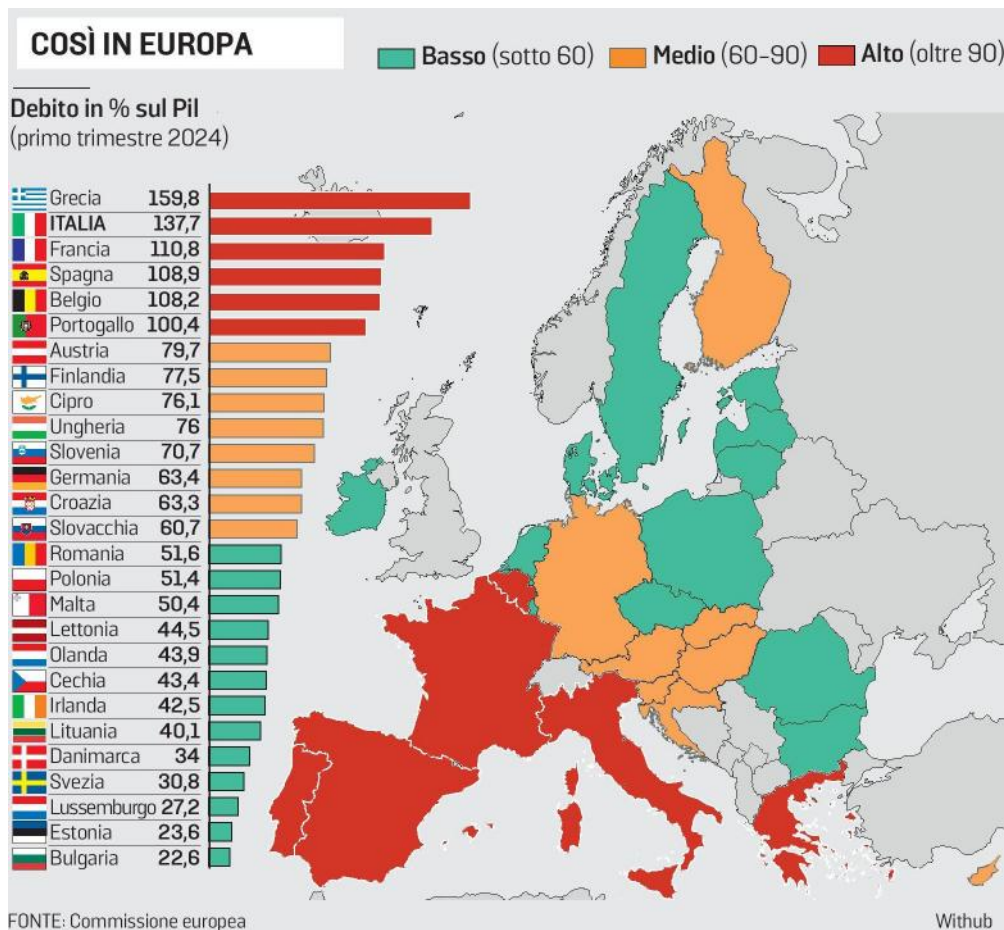 COSÌ IN EUROPA
Basso (sotto 60) Medio (60-90) Alto (oltre 90)
Debito in % sul Pil
(primo trimestre 2024)
Grecia 159,8
ITALIA 137,7
Francia 110,8
Spagna 108,9
Belgio 108,2
Portogallo 100,4
Austria 79,7
Finlandia 77,5
Cipro 76,1
Ungheria 76
Slovenia 70,7
Germania 63,4
Croazia 63,3
Slovacchia 60,7
Romania 51,6
Polonia 51,4
Malta 50,4
Lettonia 44,5
Olanda 43,9
Cechia 43,4
Irlanda 42,5
Lituania 40,1
Danimarca 34
Svezia 30,8
Lussemburgo 27,2
Estonia 23,6
Bulgaria 22,6
FONTE: Commissione europea
Withub